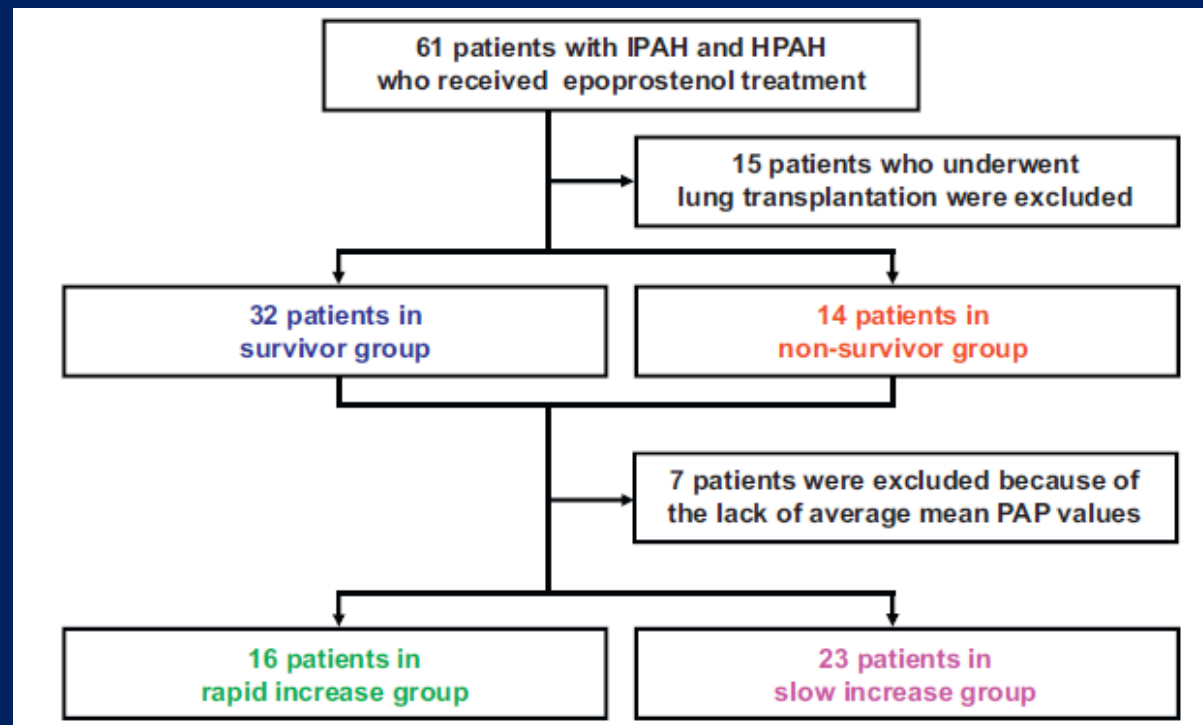 61 patients with IPAH and HPAH
who received epoprostenol treatment
15 patients who underwent
lung transplantation were excluded
32 patients in
survivor group
14 patients in
non-survivor group
7 patients were excluded because of
the lack of average mean PAP values
16 patients in
rapid increase group
23 patients in
slow increase group